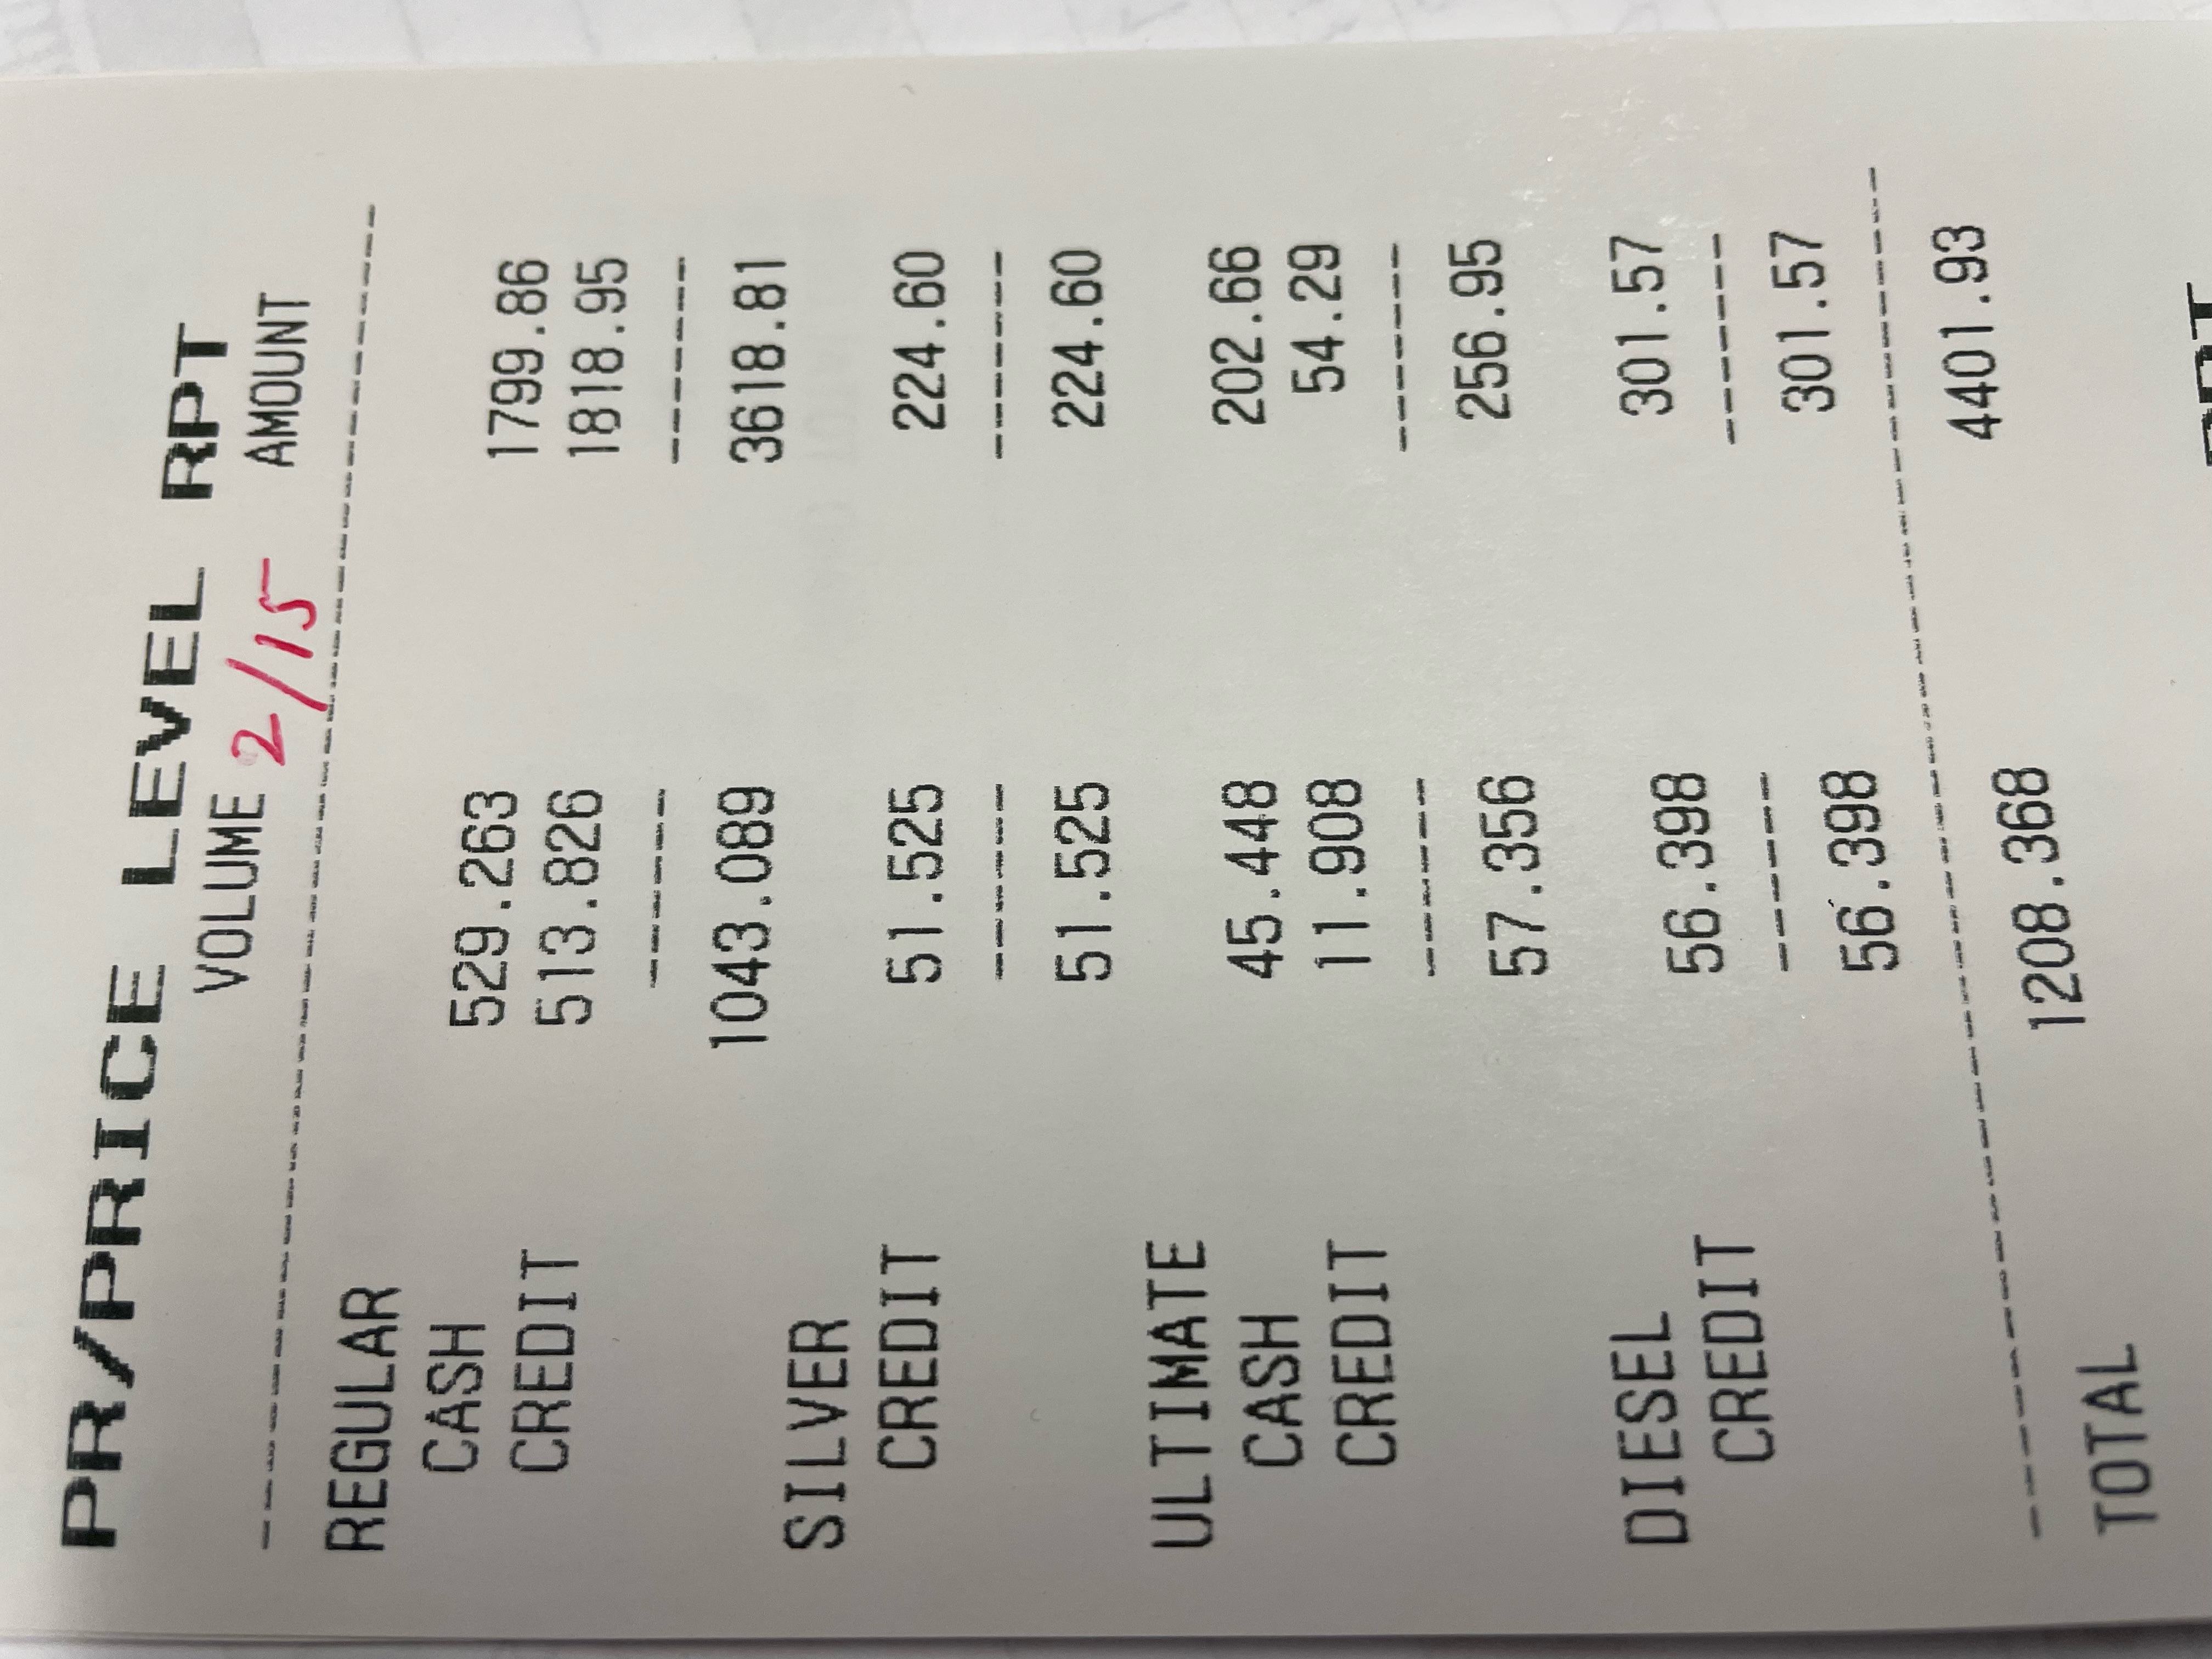 PR/PRICE LEVEL RPT
VOLUME 2/15 AMOUNT
REGULAR
CASH 529.263 1799.86
CREDIT 513.826 1818.95
1043.089 3618.81
SILVER
CREDIT 51.525 224.60
51.525 224.60
ULTIMATE
CASH 45.448 202.66
CREDIT 11.908 54.29
57.356 256.95
DIESEL
CREDIT 56.398 301.57
56.398 301.57
TOTAL 1208.368 4401.93